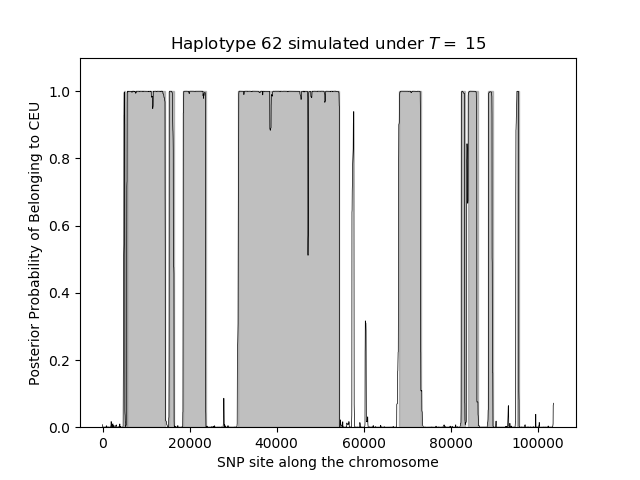 Haplotype 62 simulated under T = 15
Posterior Probability of Belonging to CEU
1.0
0.8
0.6
0.4
0.2
0.0
0 20000 40000 60000 80000 100000
SNP site along the chromosome